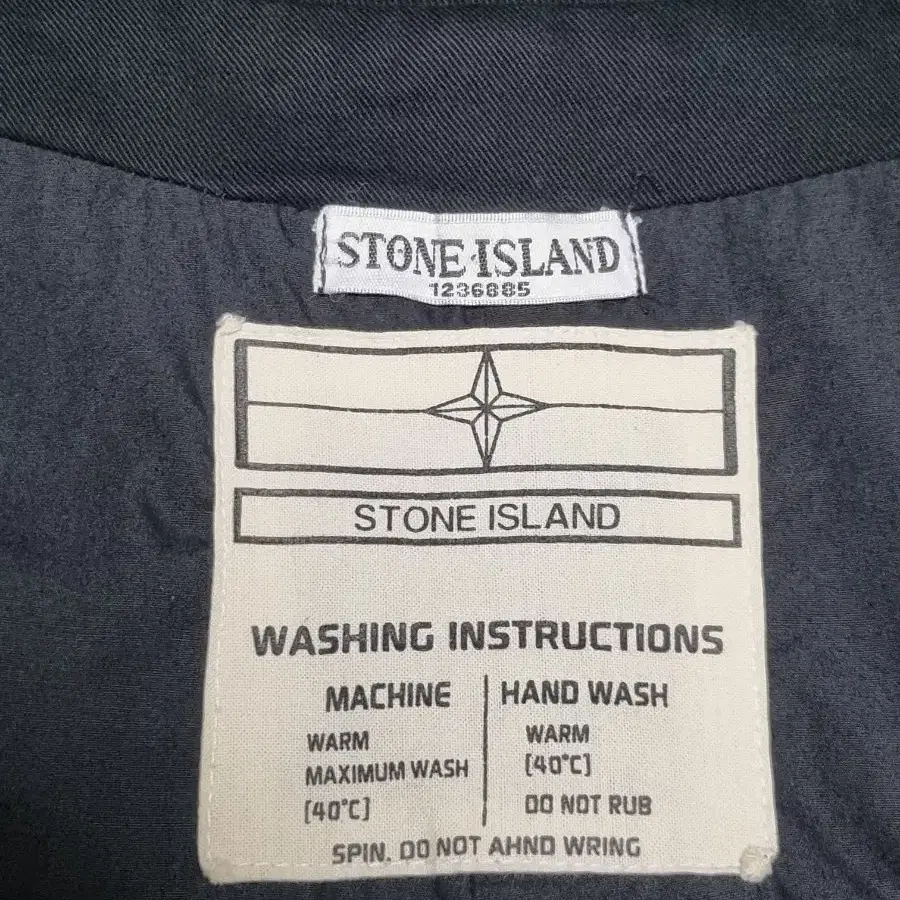 STONE ISLAND
1236885
STONE ISLAND
WASHING INSTRUCTIONS
MACHINE HAND WASH
WARM WARM
MAXIMUM WASH [40°C]
[40°C] DO NOT RUB
SPIN. DO NOT AHND WRING